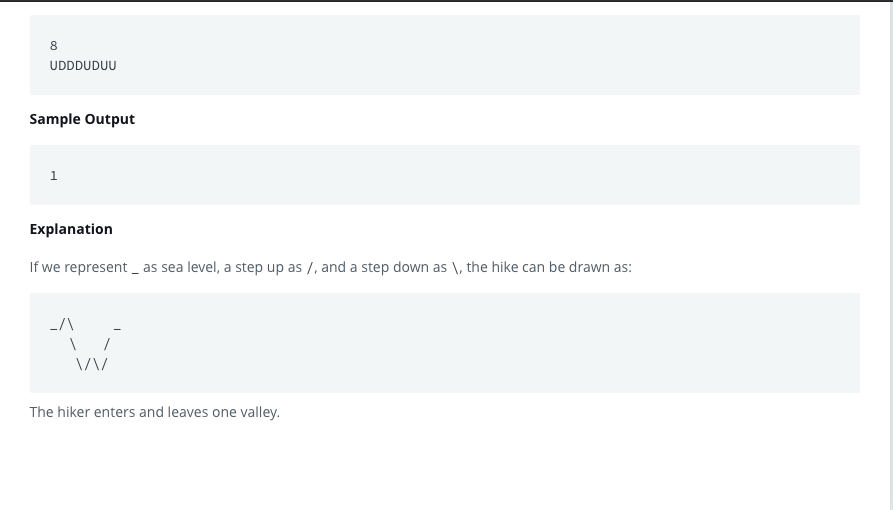 8
UDDDUDUU
Sample Output
1
Explanation
If we represent _ as sea level, a step up as /, and a step down as \, the hike can be drawn as:
_/\      _
   \    /
    \/\/
The hiker enters and leaves one valley.